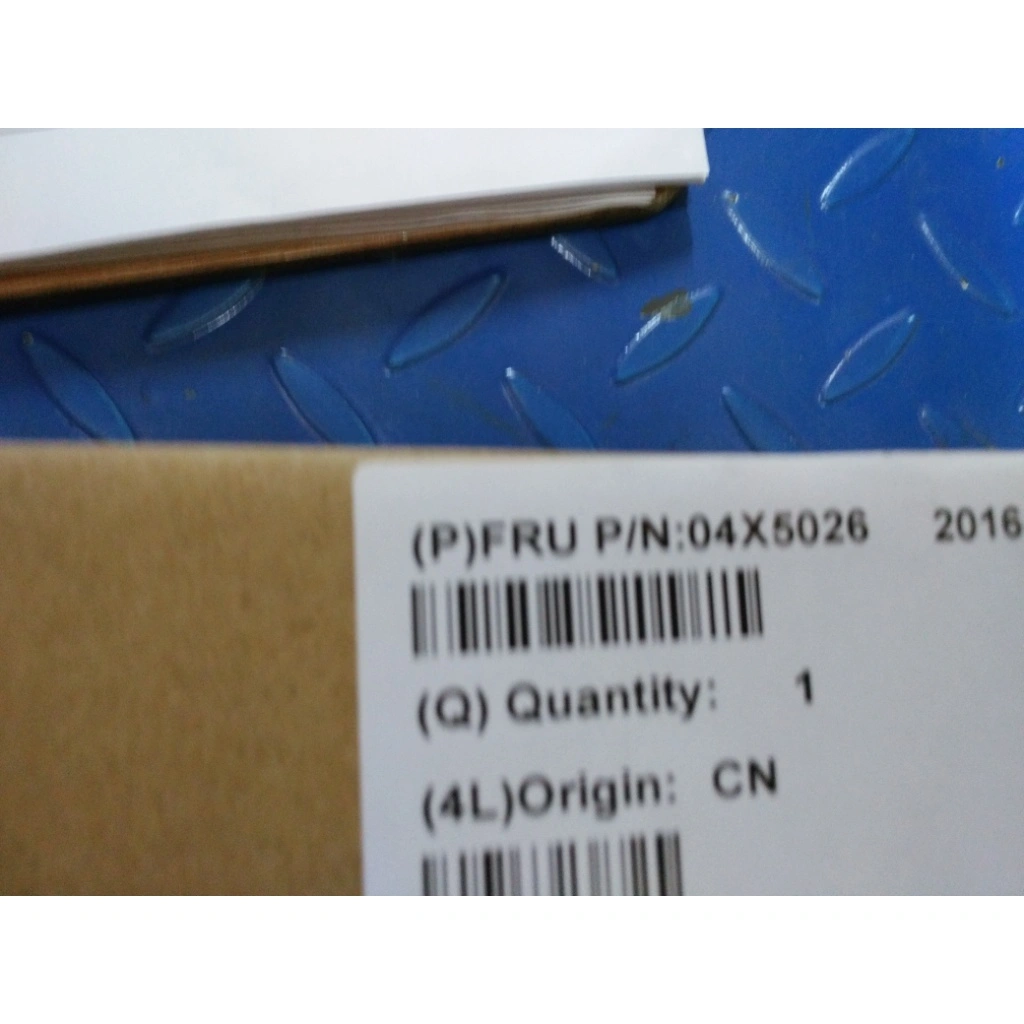 (P)FRU P/N:04X5026 2016
(Q) Quantity: 1
(4L)Origin: CN